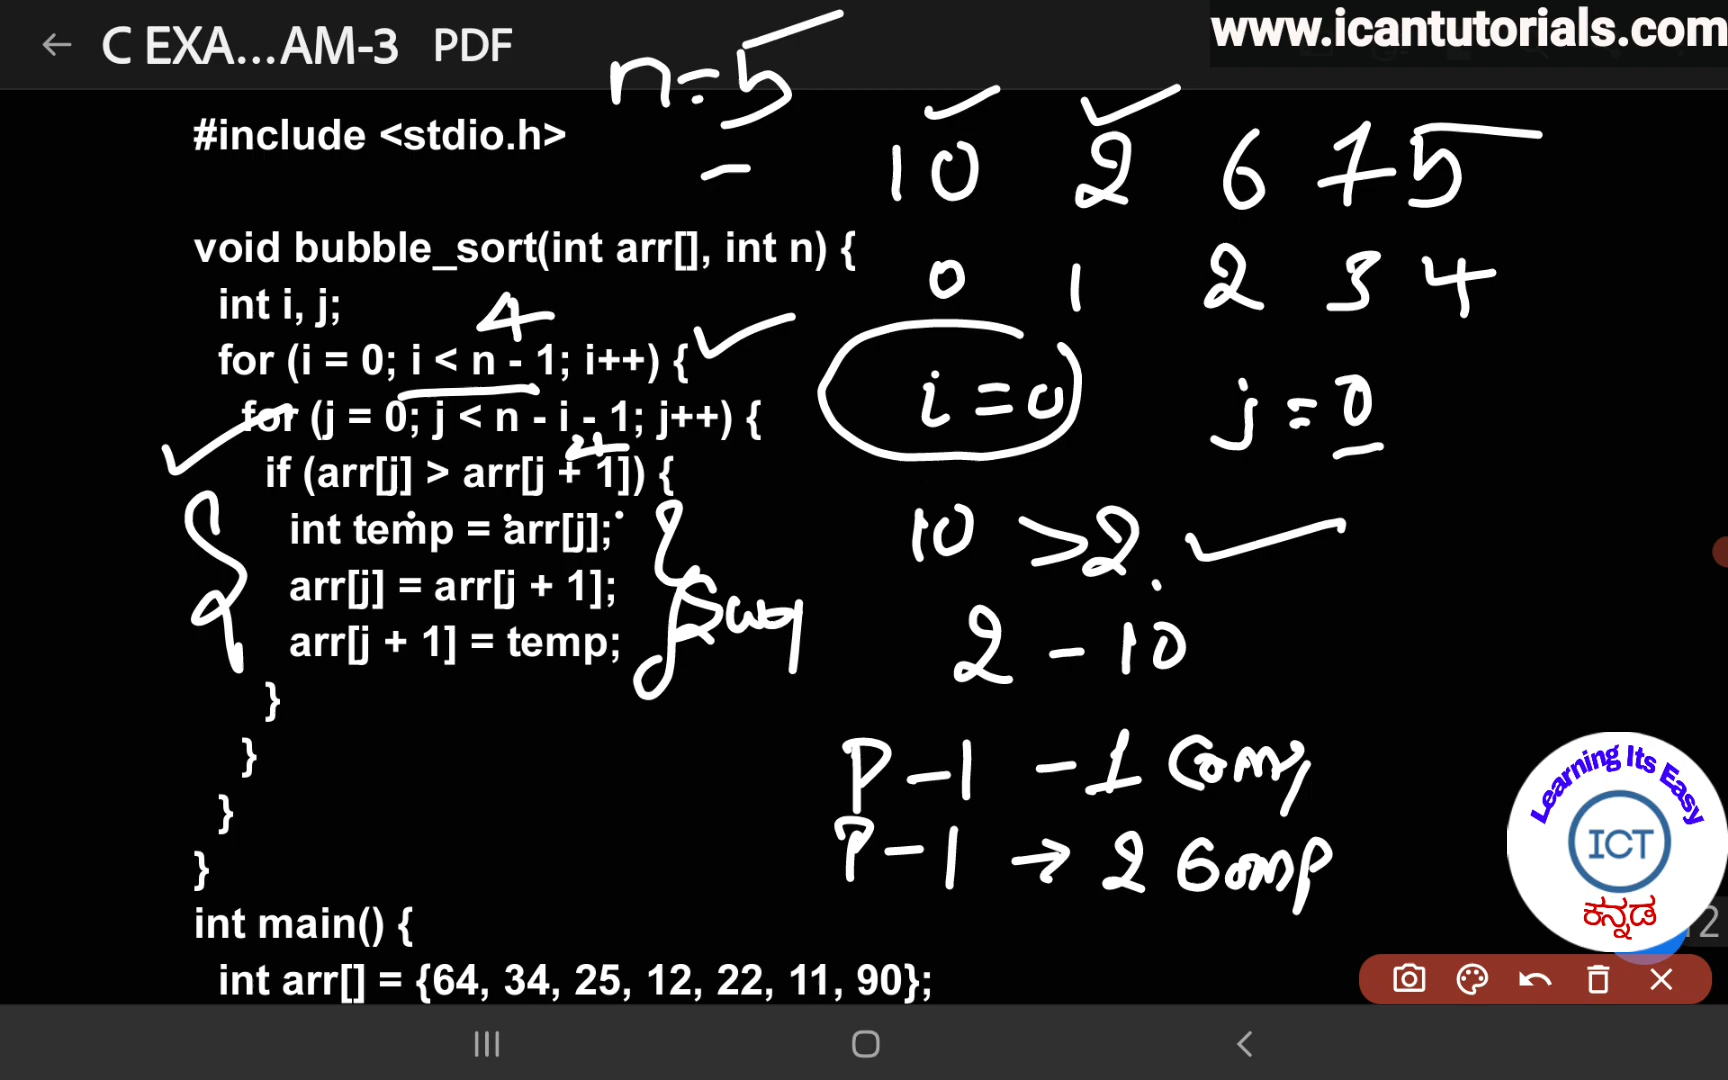 C EXA...AM-3 PDF
www.icantutorials.com
n=5
#include <stdio.h>
10 2 6 7 5
void bubble_sort(int arr[], int n) {
0 1 2 3 4
int i, j;
4
for (i = 0; i < n - 1; i++) {
i = 0 j = 0
for (j = 0; j < n - i - 1; j++) {
4
if (arr[j] > arr[j + 1]) {
10 > 2
int temp = arr[j];
arr[j] = arr[j + 1];
Swap
2 - 10
arr[j + 1] = temp;
}
}
P-1 - 1 Comp
}
P-1 → 2 Comp
}
Learning Its Easy
ICT
ಕನ್ನಡ
int main() {
int arr[] = {64, 34, 25, 12, 22, 11, 90};